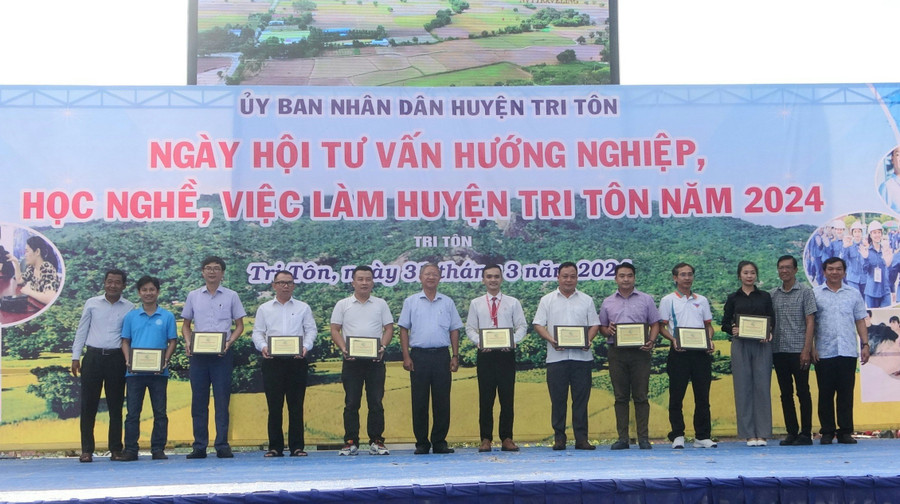 ỦY BAN NHÂN DÂN HUYỆN TRI TÔN
NGÀY HỘI TƯ VẤN HƯỚNG NGHIỆP,
HỌC NGHỀ, VIỆC LÀM HUYỆN TRI TÔN NĂM 2024
TRI TÔN
Tri Tôn, ngày 3 tháng 3 năm 2024